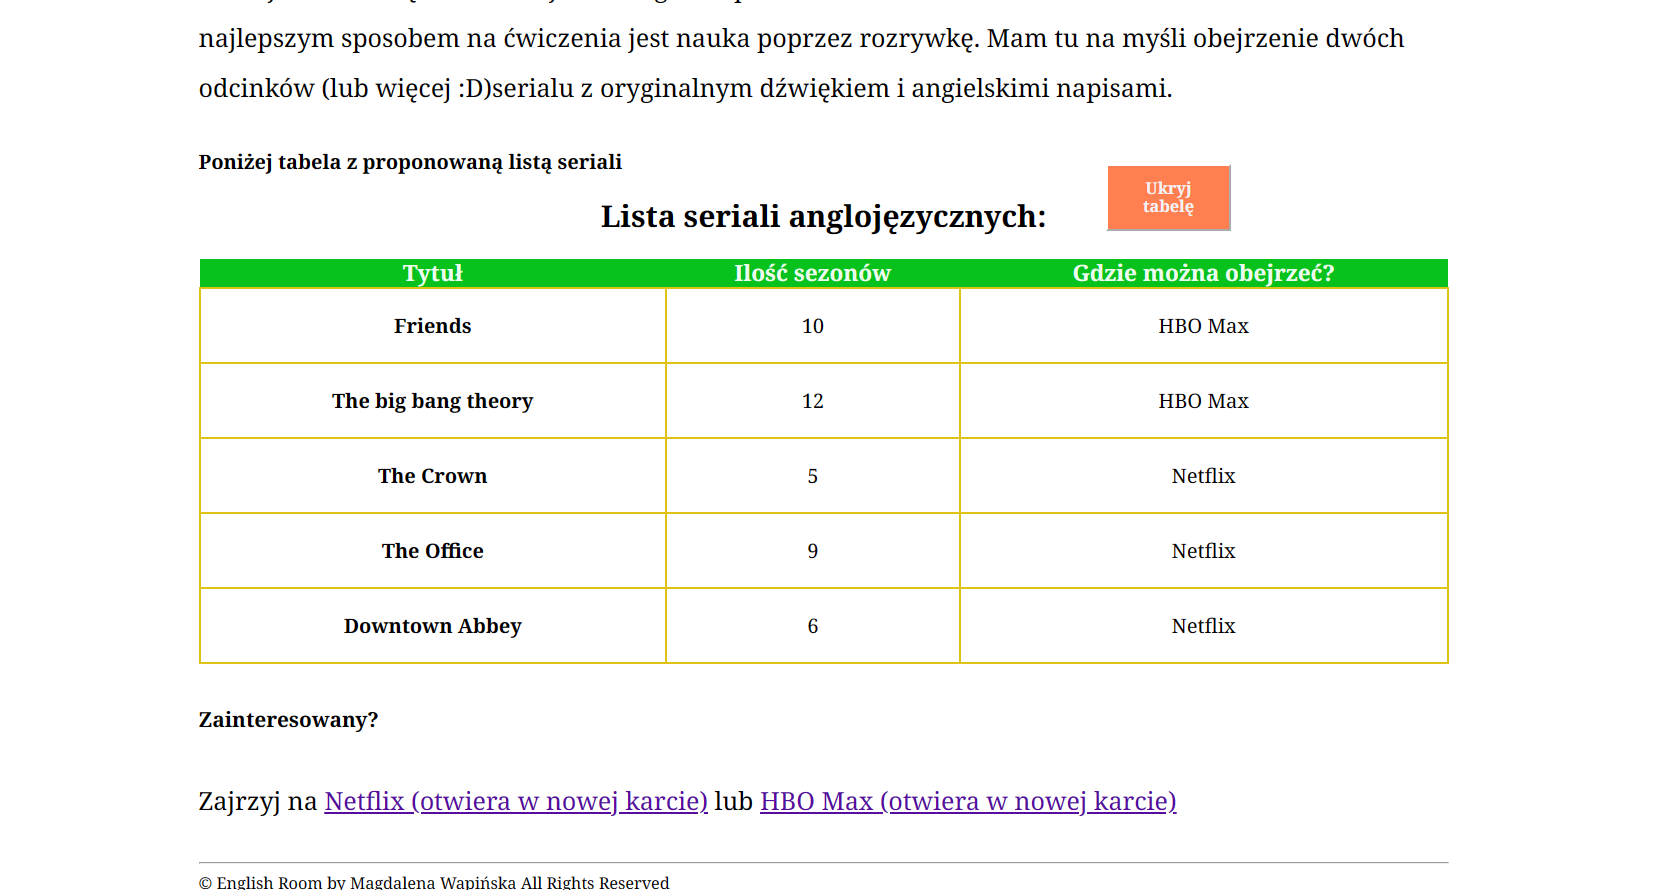 najlepszym sposobem na ćwiczenia jest nauka poprzez rozrywkę. Mam tu na myśli obejrzenie dwóch
odcinków (lub więcej :D)serialu z oryginalnym dźwiękiem i angielskimi napisami.
Poniżej tabela z proponowaną listą seriali
Ukryj
tabelę
Lista seriali anglojęzycznych:
Tytuł Ilość sezonów Gdzie można obejrzeć?
Friends 10 HBO Max
The big bang theory 12 HBO Max
The Crown 5 Netflix
The Office 9 Netflix
Downtown Abbey 6 Netflix
Zainteresowany?
Zajrzyj na Netflix (otwiera w nowej karcie) lub HBO Max (otwiera w nowej karcie)
© English Room by Magdalena Wapińska All Rights Reserved